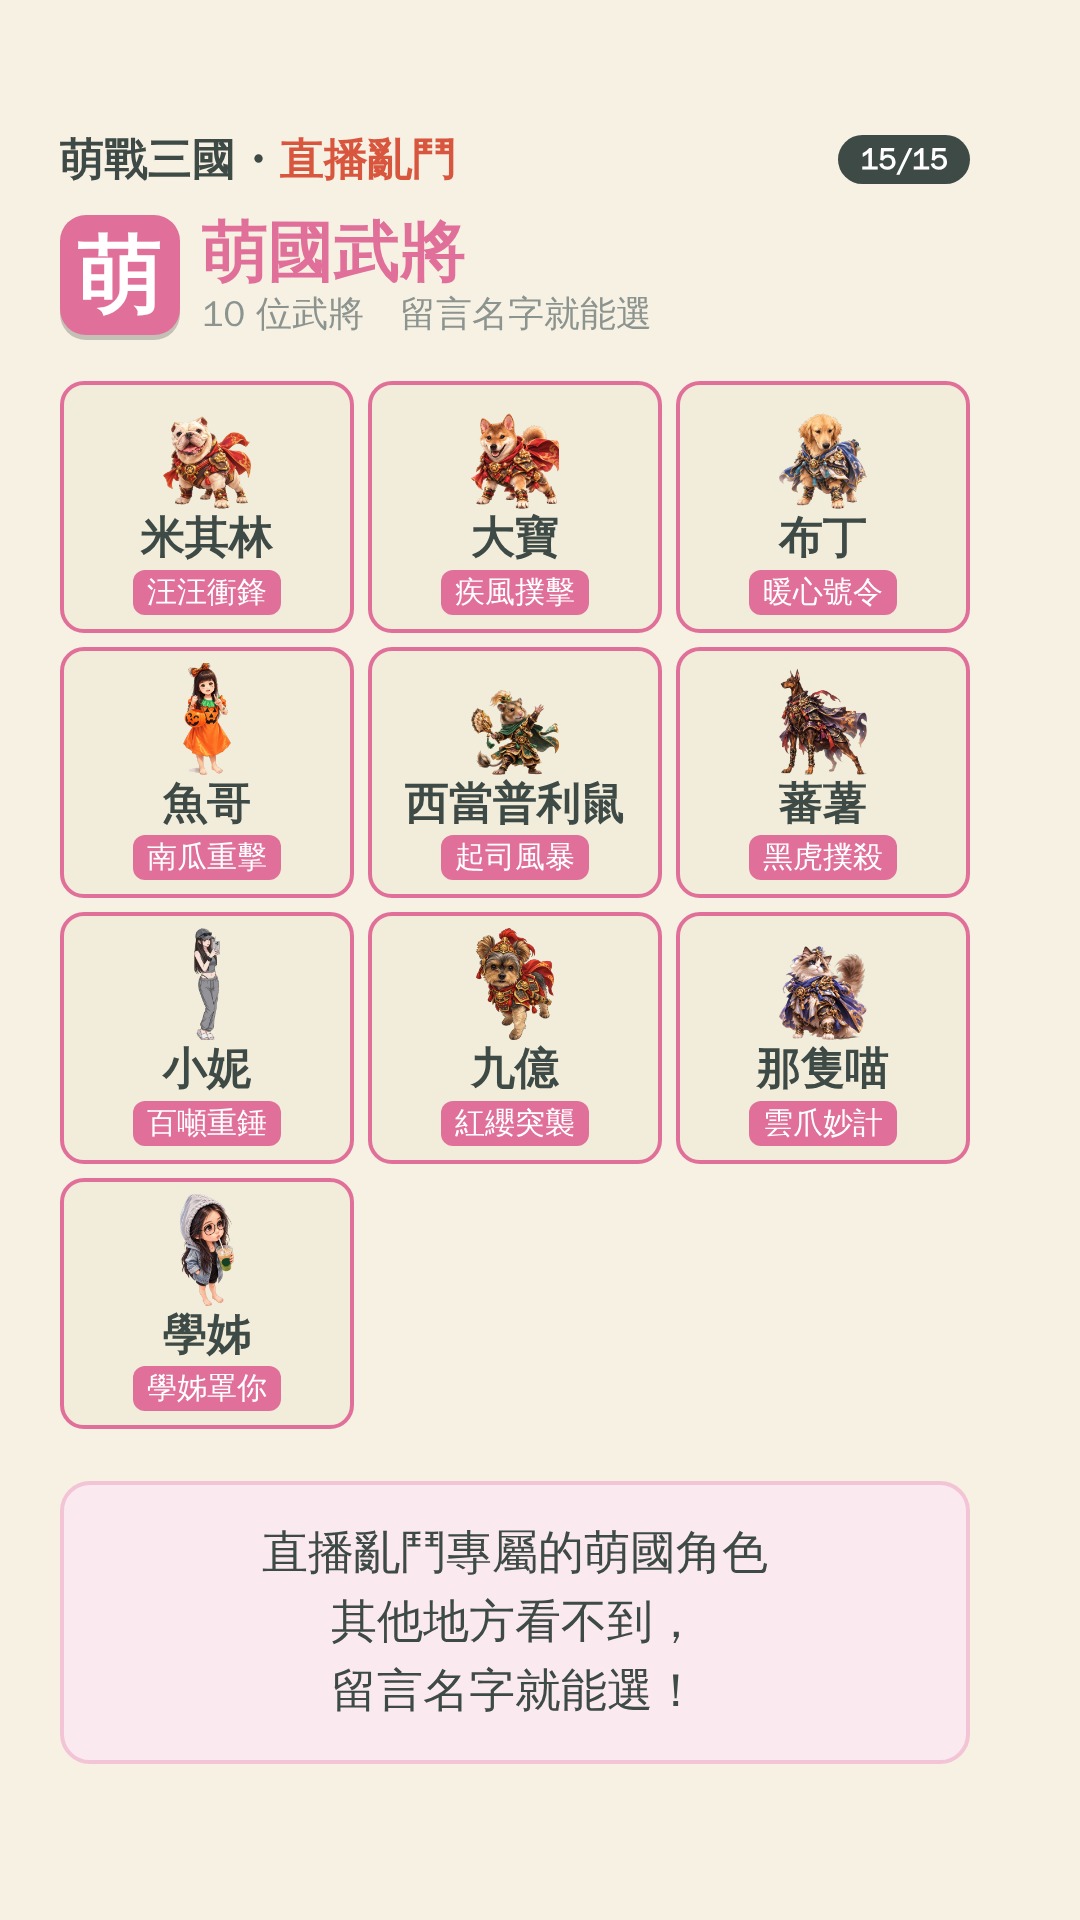 萌戰三國・直播亂鬥
15/15
萌
萌國武將
10 位武將　留言名字就能選
米其林
汪汪衝鋒
大寶
疾風撲擊
布丁
暖心號令
魚哥
南瓜重擊
西當普利鼠
起司風暴
蕃薯
黑虎撲殺
小妮
百噸重錘
九億
紅纓突襲
那隻喵
雲爪妙計
學姊
學姊罩你
直播亂鬥專屬的萌國角色
其他地方看不到，
留言名字就能選！